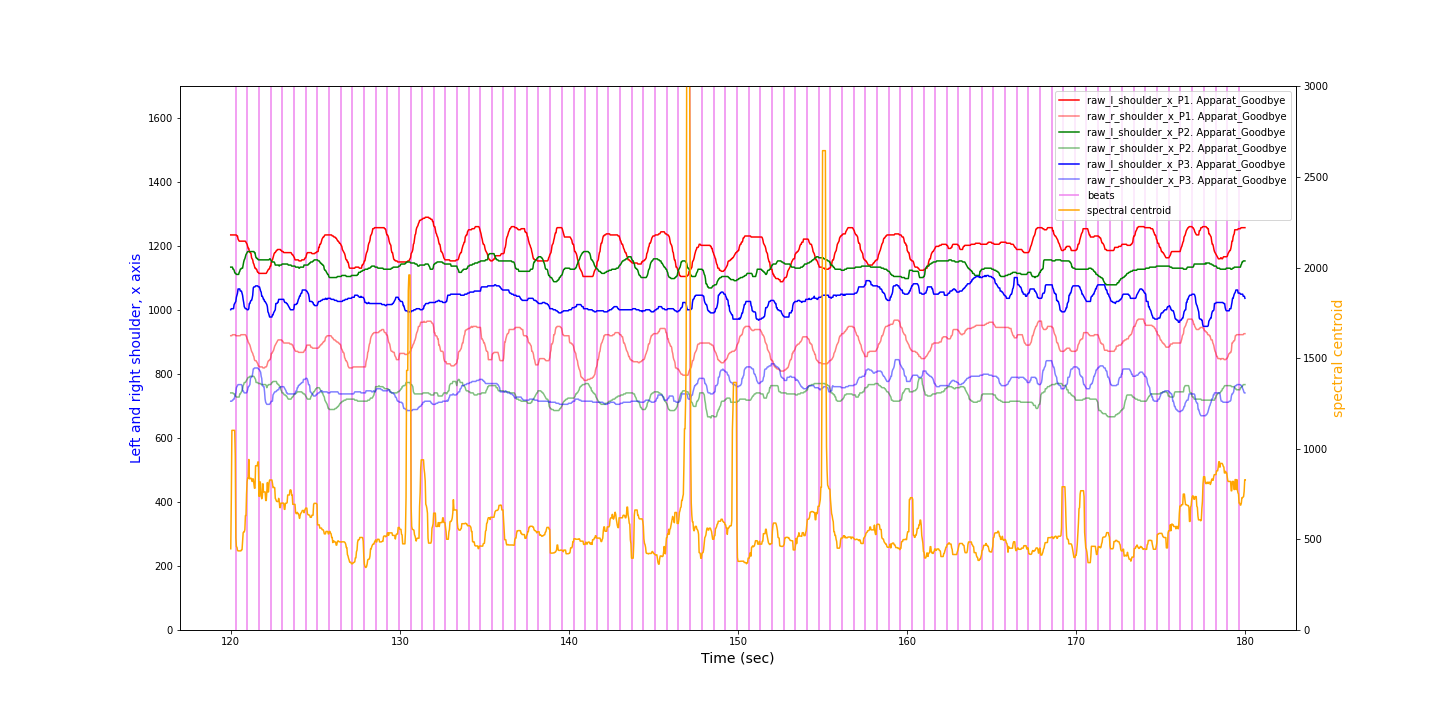 raw_l_shoulder_x_P1. Apparat_Goodbye
raw_r_shoulder_x_P1. Apparat_Goodbye
raw_l_shoulder_x_P2. Apparat_Goodbye
raw_r_shoulder_x_P2. Apparat_Goodbye
raw_l_shoulder_x_P3. Apparat_Goodbye
raw_r_shoulder_x_P3. Apparat_Goodbye
beats
spectral centroid
Left and right shoulder, x axis
1600
1400
1200
1000
800
600
400
200
0
3000
2500
2000
1500
1000
500
0
spectral centroid
120
130
140
150
160
170
180
Time (sec)